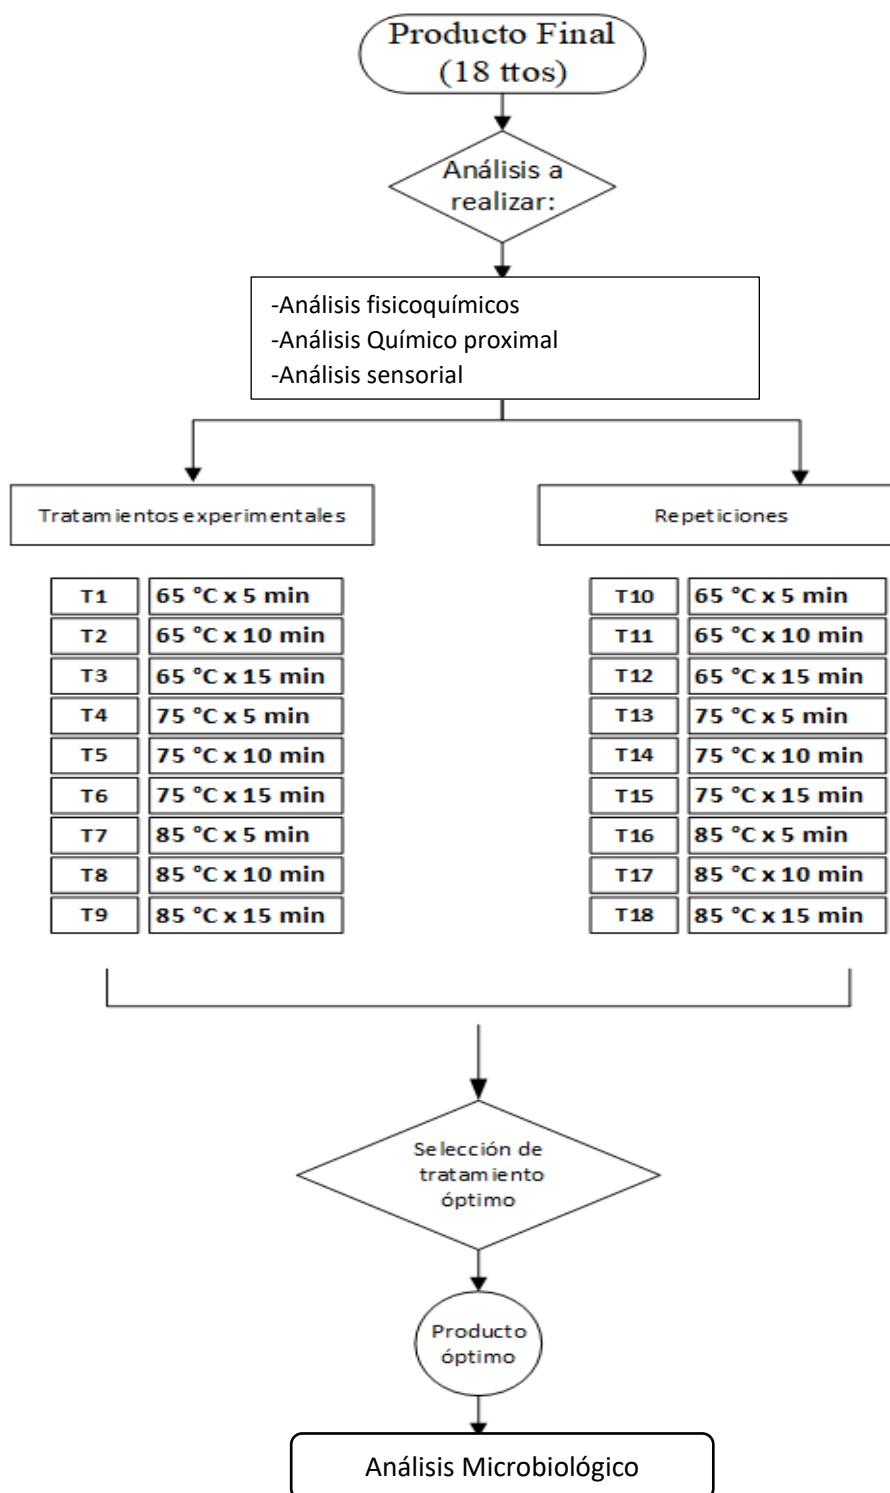 Producto Final
(18 ttos)
Análisis a
realizar:
-Análisis fisicoquímicos
-Análisis Químico proximal
-Análisis sensorial
Tratamientos experimentales
T1 65 °C x 5 min
T2 65 °C x 10 min
T3 65 °C x 15 min
T4 75 °C x 5 min
T5 75 °C x 10 min
T6 75 °C x 15 min
T7 85 °C x 5 min
T8 85 °C x 10 min
T9 85 °C x 15 min
Repeticiones
T10 65 °C x 5 min
T11 65 °C x 10 min
T12 65 °C x 15 min
T13 75 °C x 5 min
T14 75 °C x 10 min
T15 75 °C x 15 min
T16 85 °C x 5 min
T17 85 °C x 10 min
T18 85 °C x 15 min
Selección de
tratamiento
óptimo
Producto
óptimo
Análisis Microbiológico